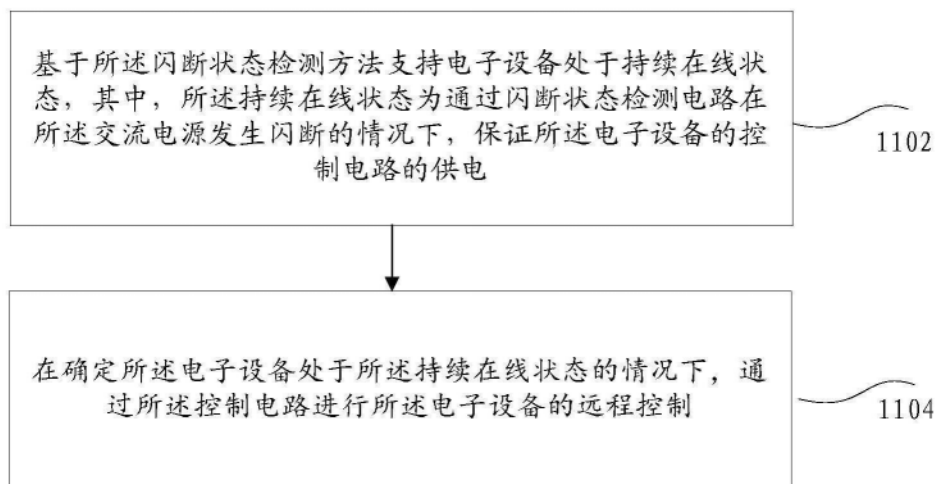 基于所述闪断状态检测方法支持电子设备处于持续在线状
态，其中，所述持续在线状态为通过闪断状态检测电路在
所述交流电源发生闪断的情况下，保证所述电子设备的控
制电路的供电
1102
在确定所述电子设备处于所述持续在线状态的情况下，通
过所述控制电路进行所述电子设备的远程控制
1104